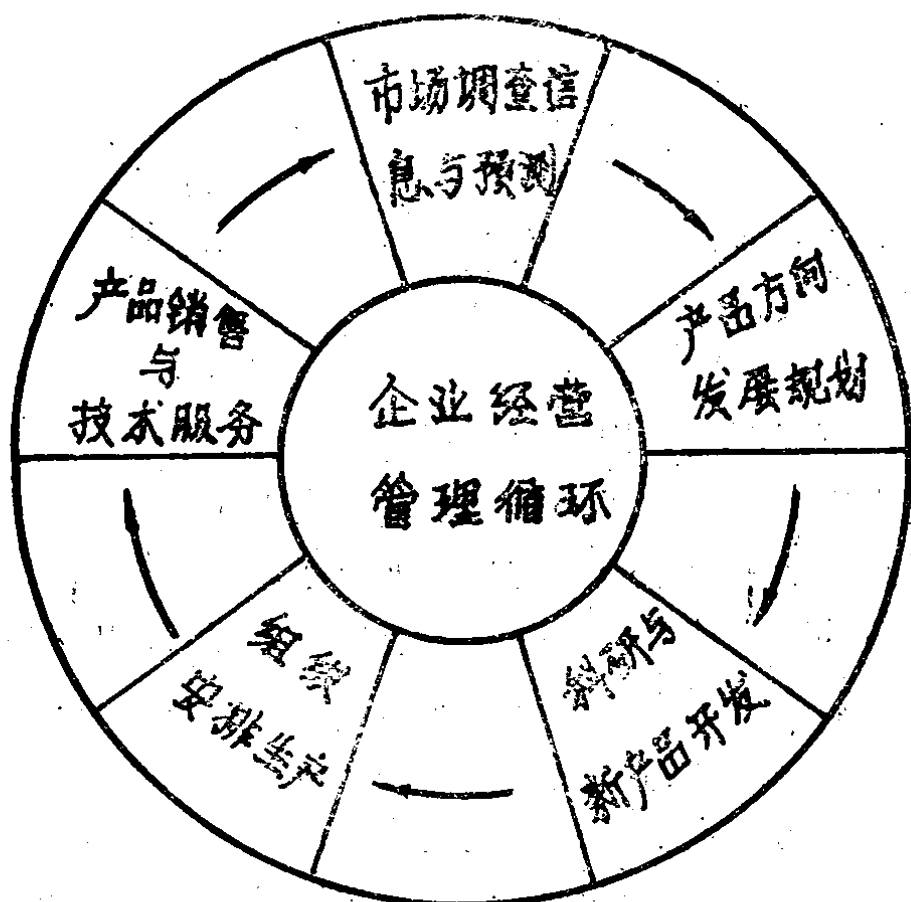 市场调查信
息与预测
产品方向
发展规划
科研与
新产品开发
组织
安排生产
产品销售
与
技术服务
企业经营
管理循环